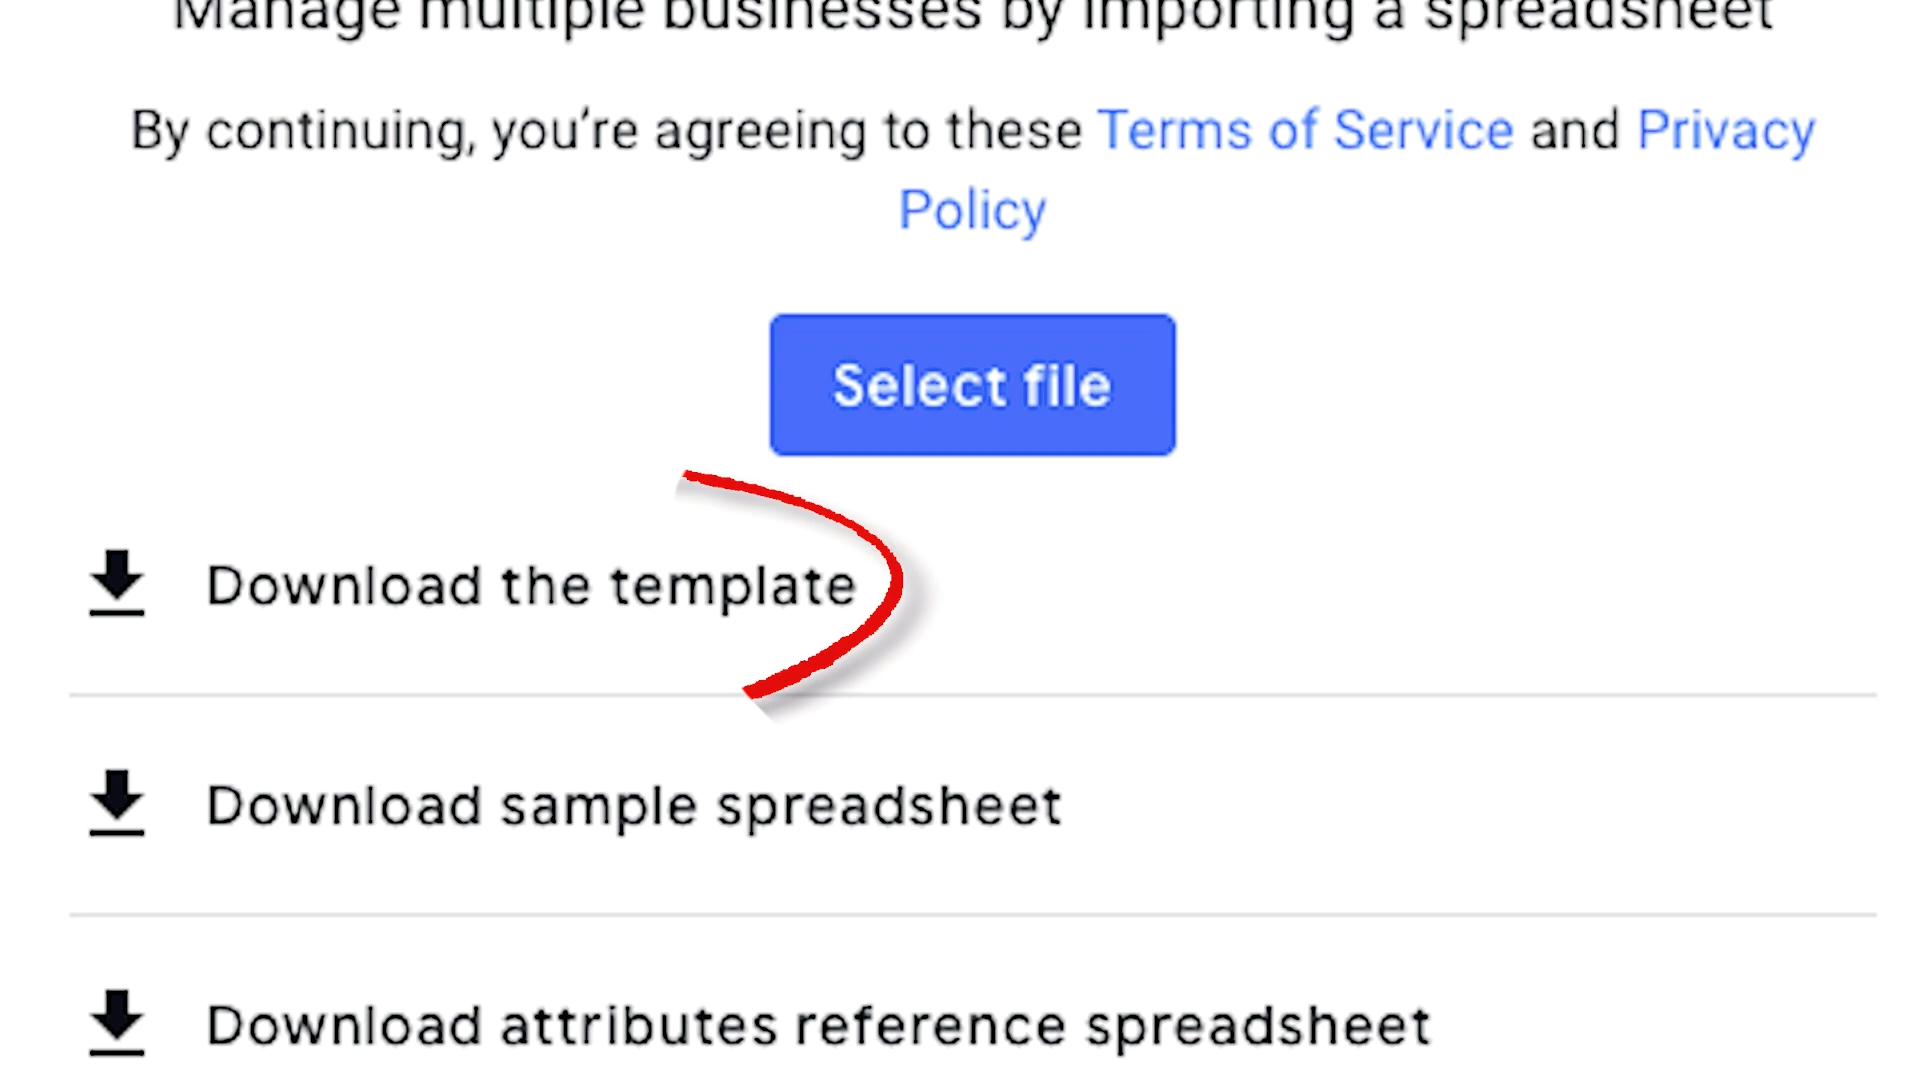 Manage multiple businesses by importing a spreadsheet
By continuing, you’re agreeing to these Terms of Service and Privacy
Policy
Select file
Download the template
Download sample spreadsheet
Download attributes reference spreadsheet